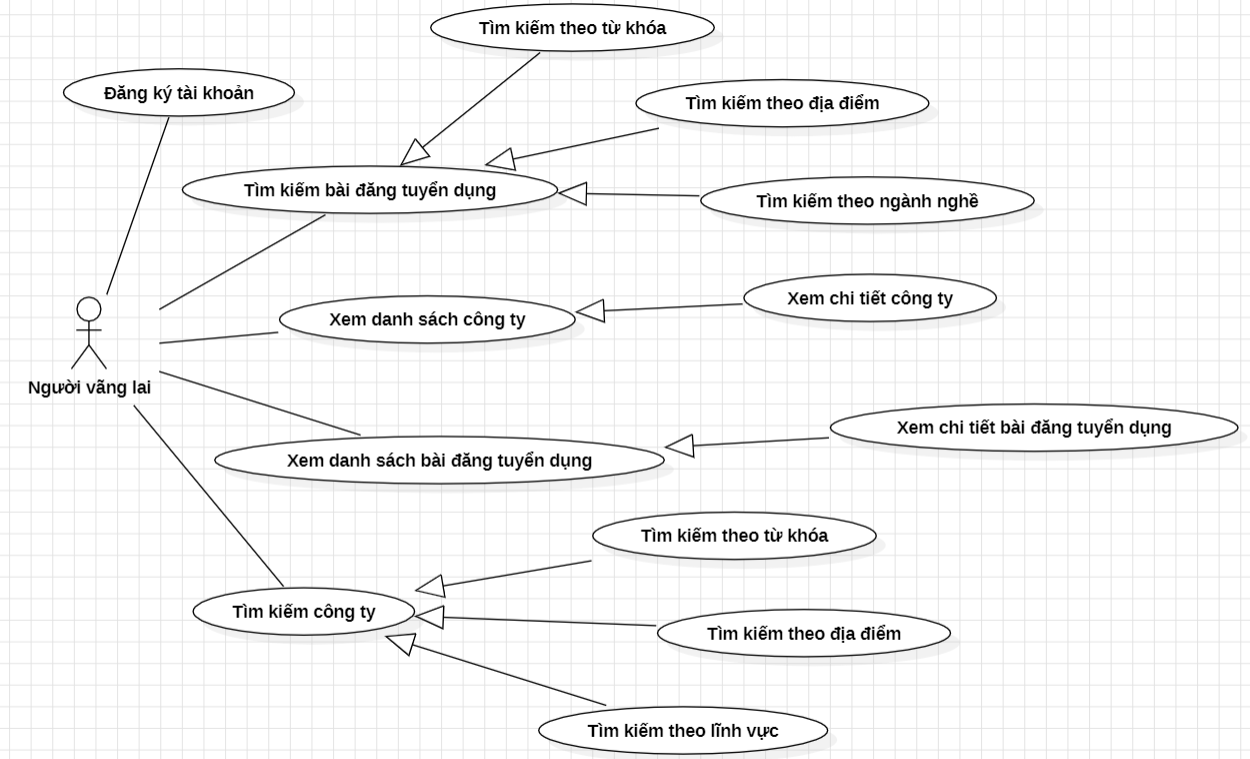 Tìm kiếm theo từ khóa
Đăng ký tài khoản
Tìm kiếm theo địa điểm
Tìm kiếm bài đăng tuyển dụng
Tìm kiếm theo ngành nghề
Xem chi tiết công ty
Xem danh sách công ty
Người vãng lai
Xem chi tiết bài đăng tuyển dụng
Xem danh sách bài đăng tuyển dụng
Tìm kiếm theo từ khóa
Tìm kiếm công ty
Tìm kiếm theo địa điểm
Tìm kiếm theo lĩnh vực